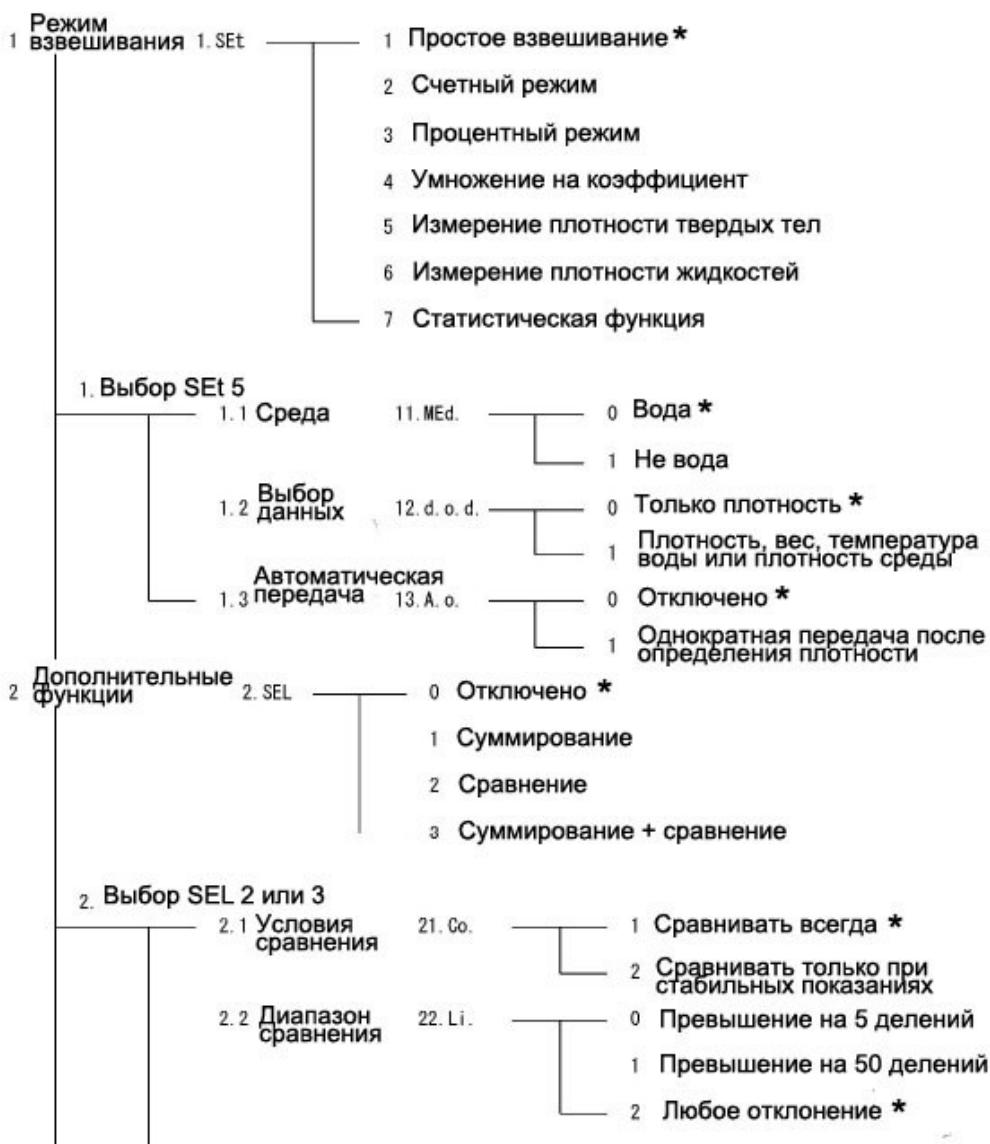 Режим
1 взвешивания 1.SEt 1 Простое взвешивание *
2 Счетный режим
3 Процентный режим
4 Умножение на коэффициент
5 Измерение плотности твердых тел
6 Измерение плотности жидкостей
7 Статистическая функция
1. Выбор SEt 5
1.1 Среда 11.MEd. 0 Вода *
1 Не вода
1.2 Выбор
данных 12.d.o.d. 0 Только плотность *
1 Плотность, вес, температура
воды или плотность среды
Автоматическая
1.3 передача 13.A.o. 0 Отключено *
1 Однократная передача после
определения плотности
2 Дополнительные
функции 2.SEL 0 Отключено *
1 Суммирование
2 Сравнение
3 Суммирование + сравнение
2. Выбор SEL 2 или 3
2.1 Условия
сравнения 21.Co. 1 Сравнивать всегда *
2 Сравнивать только при
стабильных показаниях
2.2 Диапазон
сравнения 22.Li. 0 Превышение на 5 делений
1 Превышение на 50 делений
2 Любое отклонение *